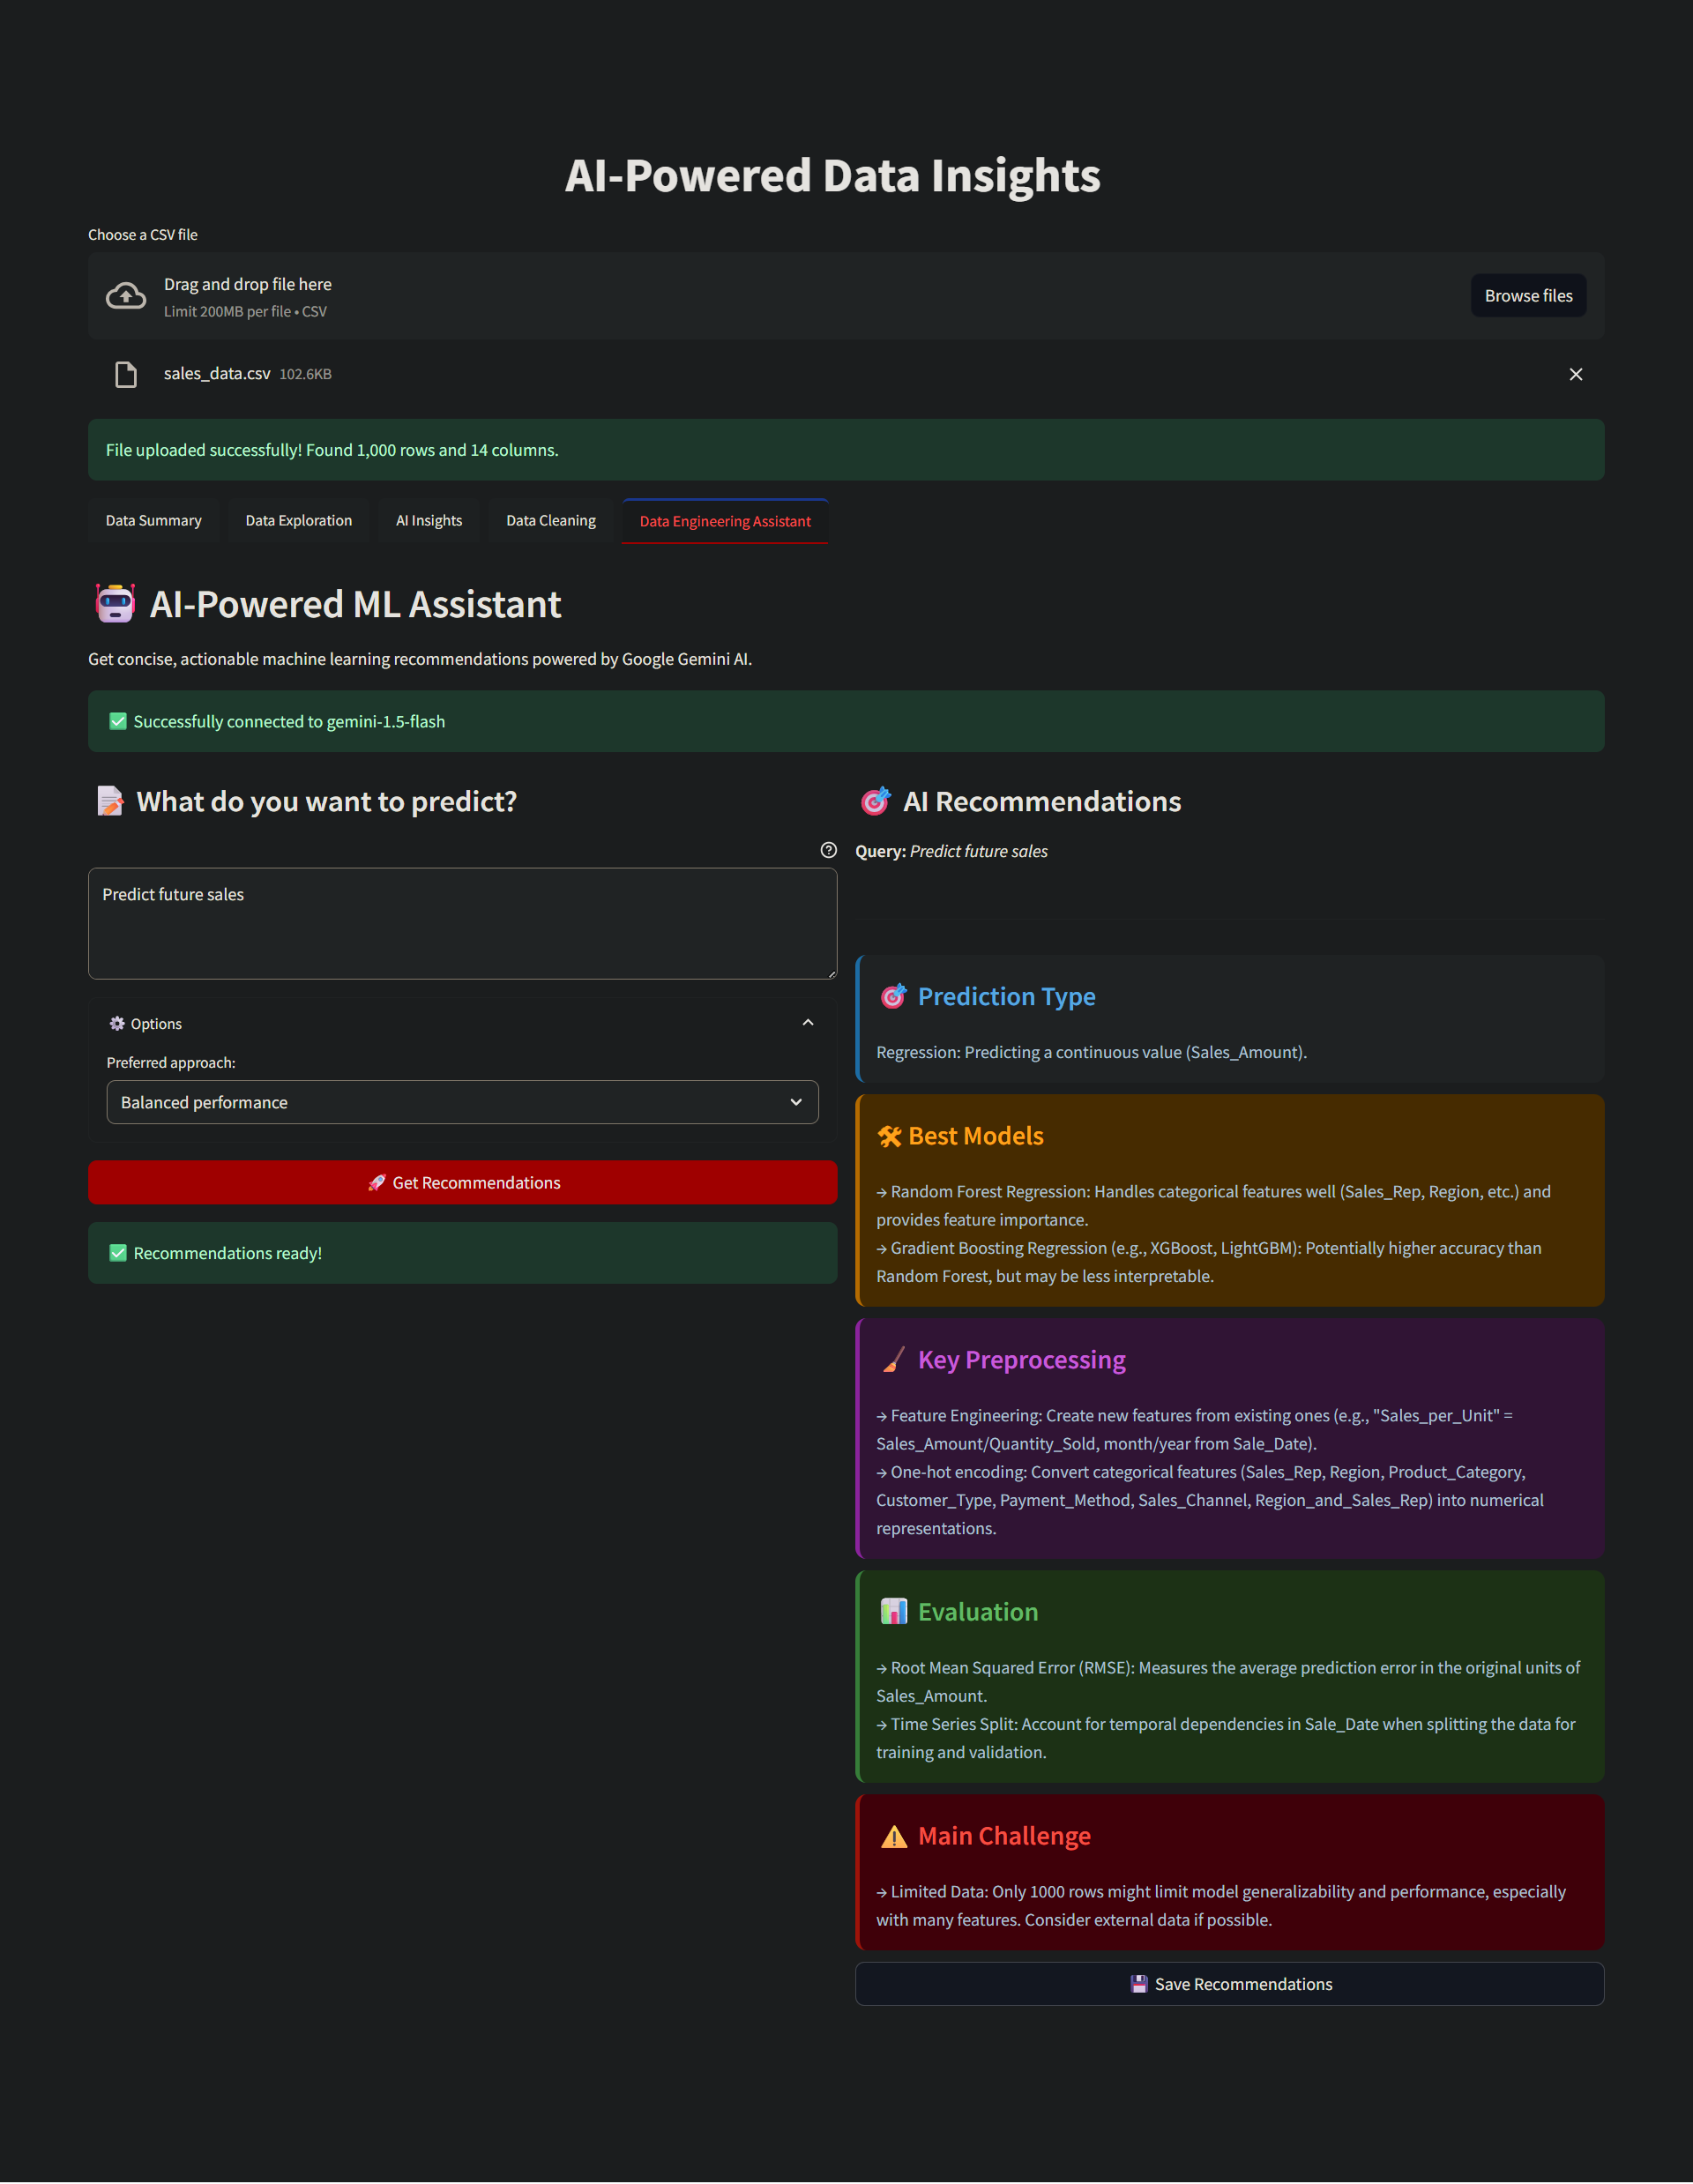 AI-Powered Data Insights
Choose a CSV file
Drag and drop file here
Limit 200MB per file • CSV
Browse files
sales_data.csv 102.6KB
File uploaded successfully! Found 1,000 rows and 14 columns.
Data Summary Data Exploration AI Insights Data Cleaning Data Engineering Assistant
AI-Powered ML Assistant
Get concise, actionable machine learning recommendations powered by Google Gemini AI.
✅ Successfully connected to gemini-1.5-flash
What do you want to predict?
Predict future sales
Options
Preferred approach:
Balanced performance
Get Recommendations
✅ Recommendations ready!
AI Recommendations
Query: Predict future sales
Prediction Type
Regression: Predicting a continuous value (Sales_Amount).
Best Models
→ Random Forest Regression: Handles categorical features well (Sales_Rep, Region, etc.) and
provides feature importance.
→ Gradient Boosting Regression (e.g., XGBoost, LightGBM): Potentially higher accuracy than
Random Forest, but may be less interpretable.
Key Preprocessing
→ Feature Engineering: Create new features from existing ones (e.g., "Sales_per_Unit" =
Sales_Amount/Quantity_Sold, month/year from Sale_Date).
→ One-hot encoding: Convert categorical features (Sales_Rep, Region, Product_Category,
Customer_Type, Payment_Method, Sales_Channel, Region_and_Sales_Rep) into numerical
representations.
Evaluation
→ Root Mean Squared Error (RMSE): Measures the average prediction error in the original units of
Sales_Amount.
→ Time Series Split: Account for temporal dependencies in Sale_Date when splitting the data for
training and validation.
Main Challenge
→ Limited Data: Only 1000 rows might limit model generalizability and performance, especially
with many features. Consider external data if possible.
Save Recommendations